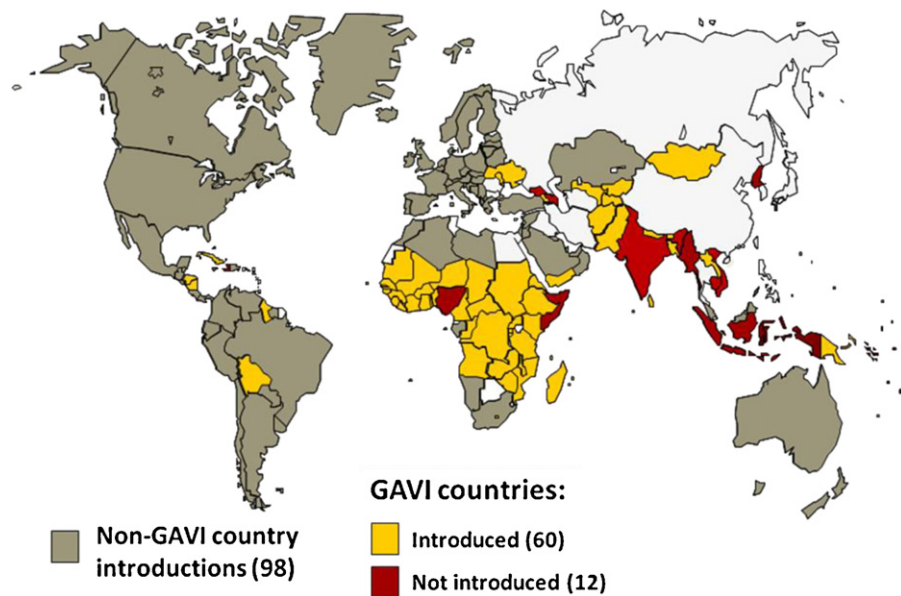 GAVI countries:
Non-GAVI country
introductions (98)
Introduced (60)
Not introduced (12)